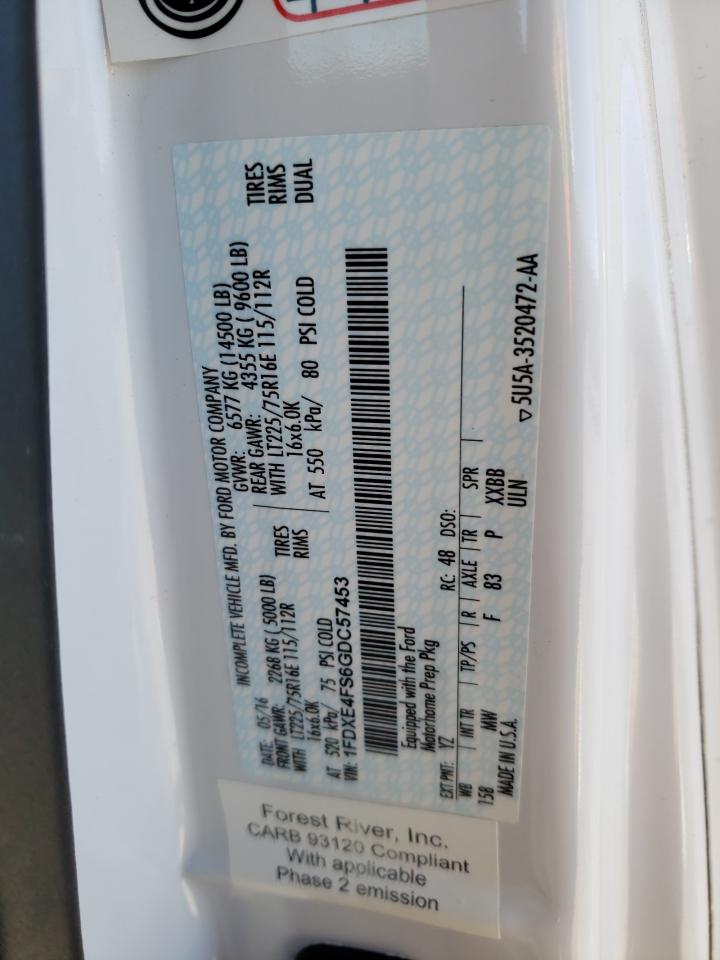 INCOMPLETE VEHICLE MFD. BY FORD MOTOR COMPANY
05/16 GVWR: 6577 KG (14500 LB)
FRONT GAWR: 2268 KG ( 5000 LB) REAR GAWR: 4355 KG ( 9600 LB)
WITH LT225/75R16E 115/112R TIRES WITH LT225/75R16E 115/112R TIRES
16x6.0K RIMS 16x6.0K RIMS
AT 520 kPa/ 75 PSI COLD AT 550 kPa/ 80 PSI COLD DUAL
VIN: 1FDXE4FS6GDC57453
Equipped with the Ford
Motorhome Prep Pkg
EXT PNT: YZ RC: 48 DSO:
WB INT TR TP/PS R AXLE TR SPR
158 MW F 83 P XXBB
ULN
MADE IN U.S.A. ▽5U5A-3520472-AA
Forest River, Inc.
CARB 93120 Compliant
With applicable
Phase 2 emission